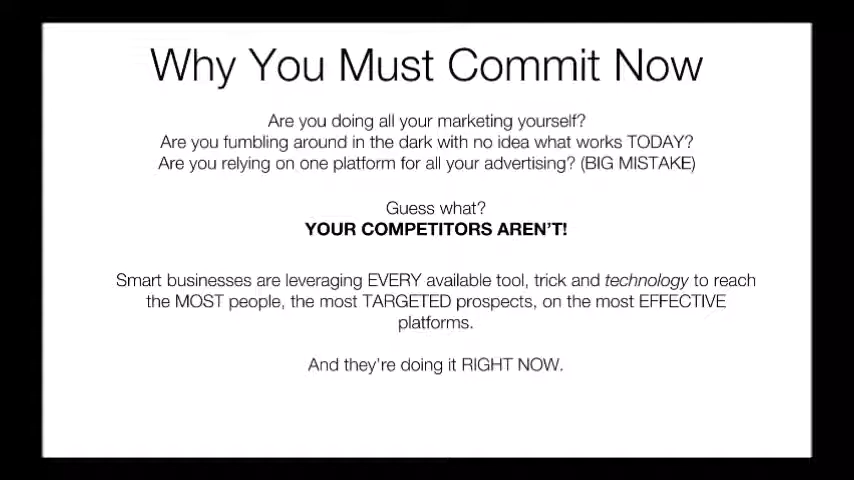 Why You Must Commit Now
Are you doing all your marketing yourself?
Are you fumbling around in the dark with no idea what works TODAY?
Are you relying on one platform for all your advertising? (BIG MISTAKE)
Guess what?
YOUR COMPETITORS AREN'T!
Smart businesses are leveraging EVERY available tool, trick and technology to reach
the MOST people, the most TARGETED prospects, on the most EFFECTIVE
platforms.
And they're doing it RIGHT NOW.